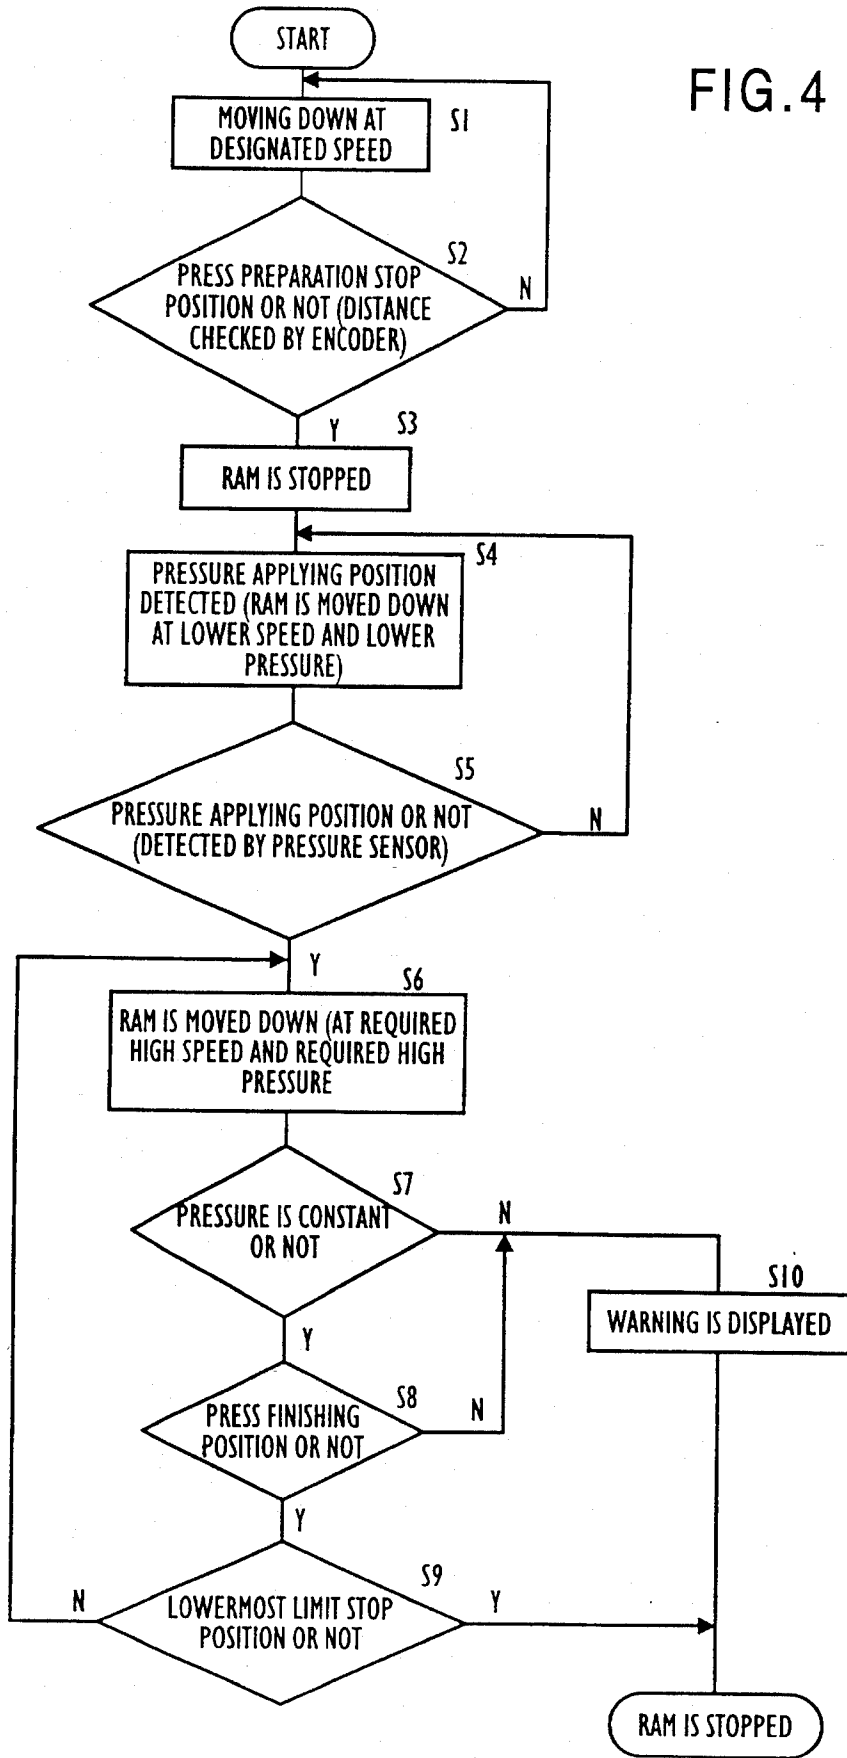 START
FIG.4
MOVING DOWN AT
DESIGNATED SPEED
S1
S2
PRESS PREPARATION STOP
POSITION OR NOT (DISTANCE
CHECKED BY ENCODER)
N
Y
S3
RAM IS STOPPED
S4
PRESSURE APPLYING POSITION
DETECTED (RAM IS MOVED DOWN
AT LOWER SPEED AND LOWER
PRESSURE)
S5
PRESSURE APPLYING POSITION OR NOT
(DETECTED BY PRESSURE SENSOR)
N
Y
S6
RAM IS MOVED DOWN (AT REQUIRED
HIGH SPEED AND REQUIRED HIGH
PRESSURE
S7
PRESSURE IS CONSTANT
OR NOT
N
S10
WARNING IS DISPLAYED
Y
S8
PRESS FINISHING
POSITION OR NOT
N
Y
S9
LOWERMOST LIMIT STOP
POSITION OR NOT
N
Y
RAM IS STOPPED